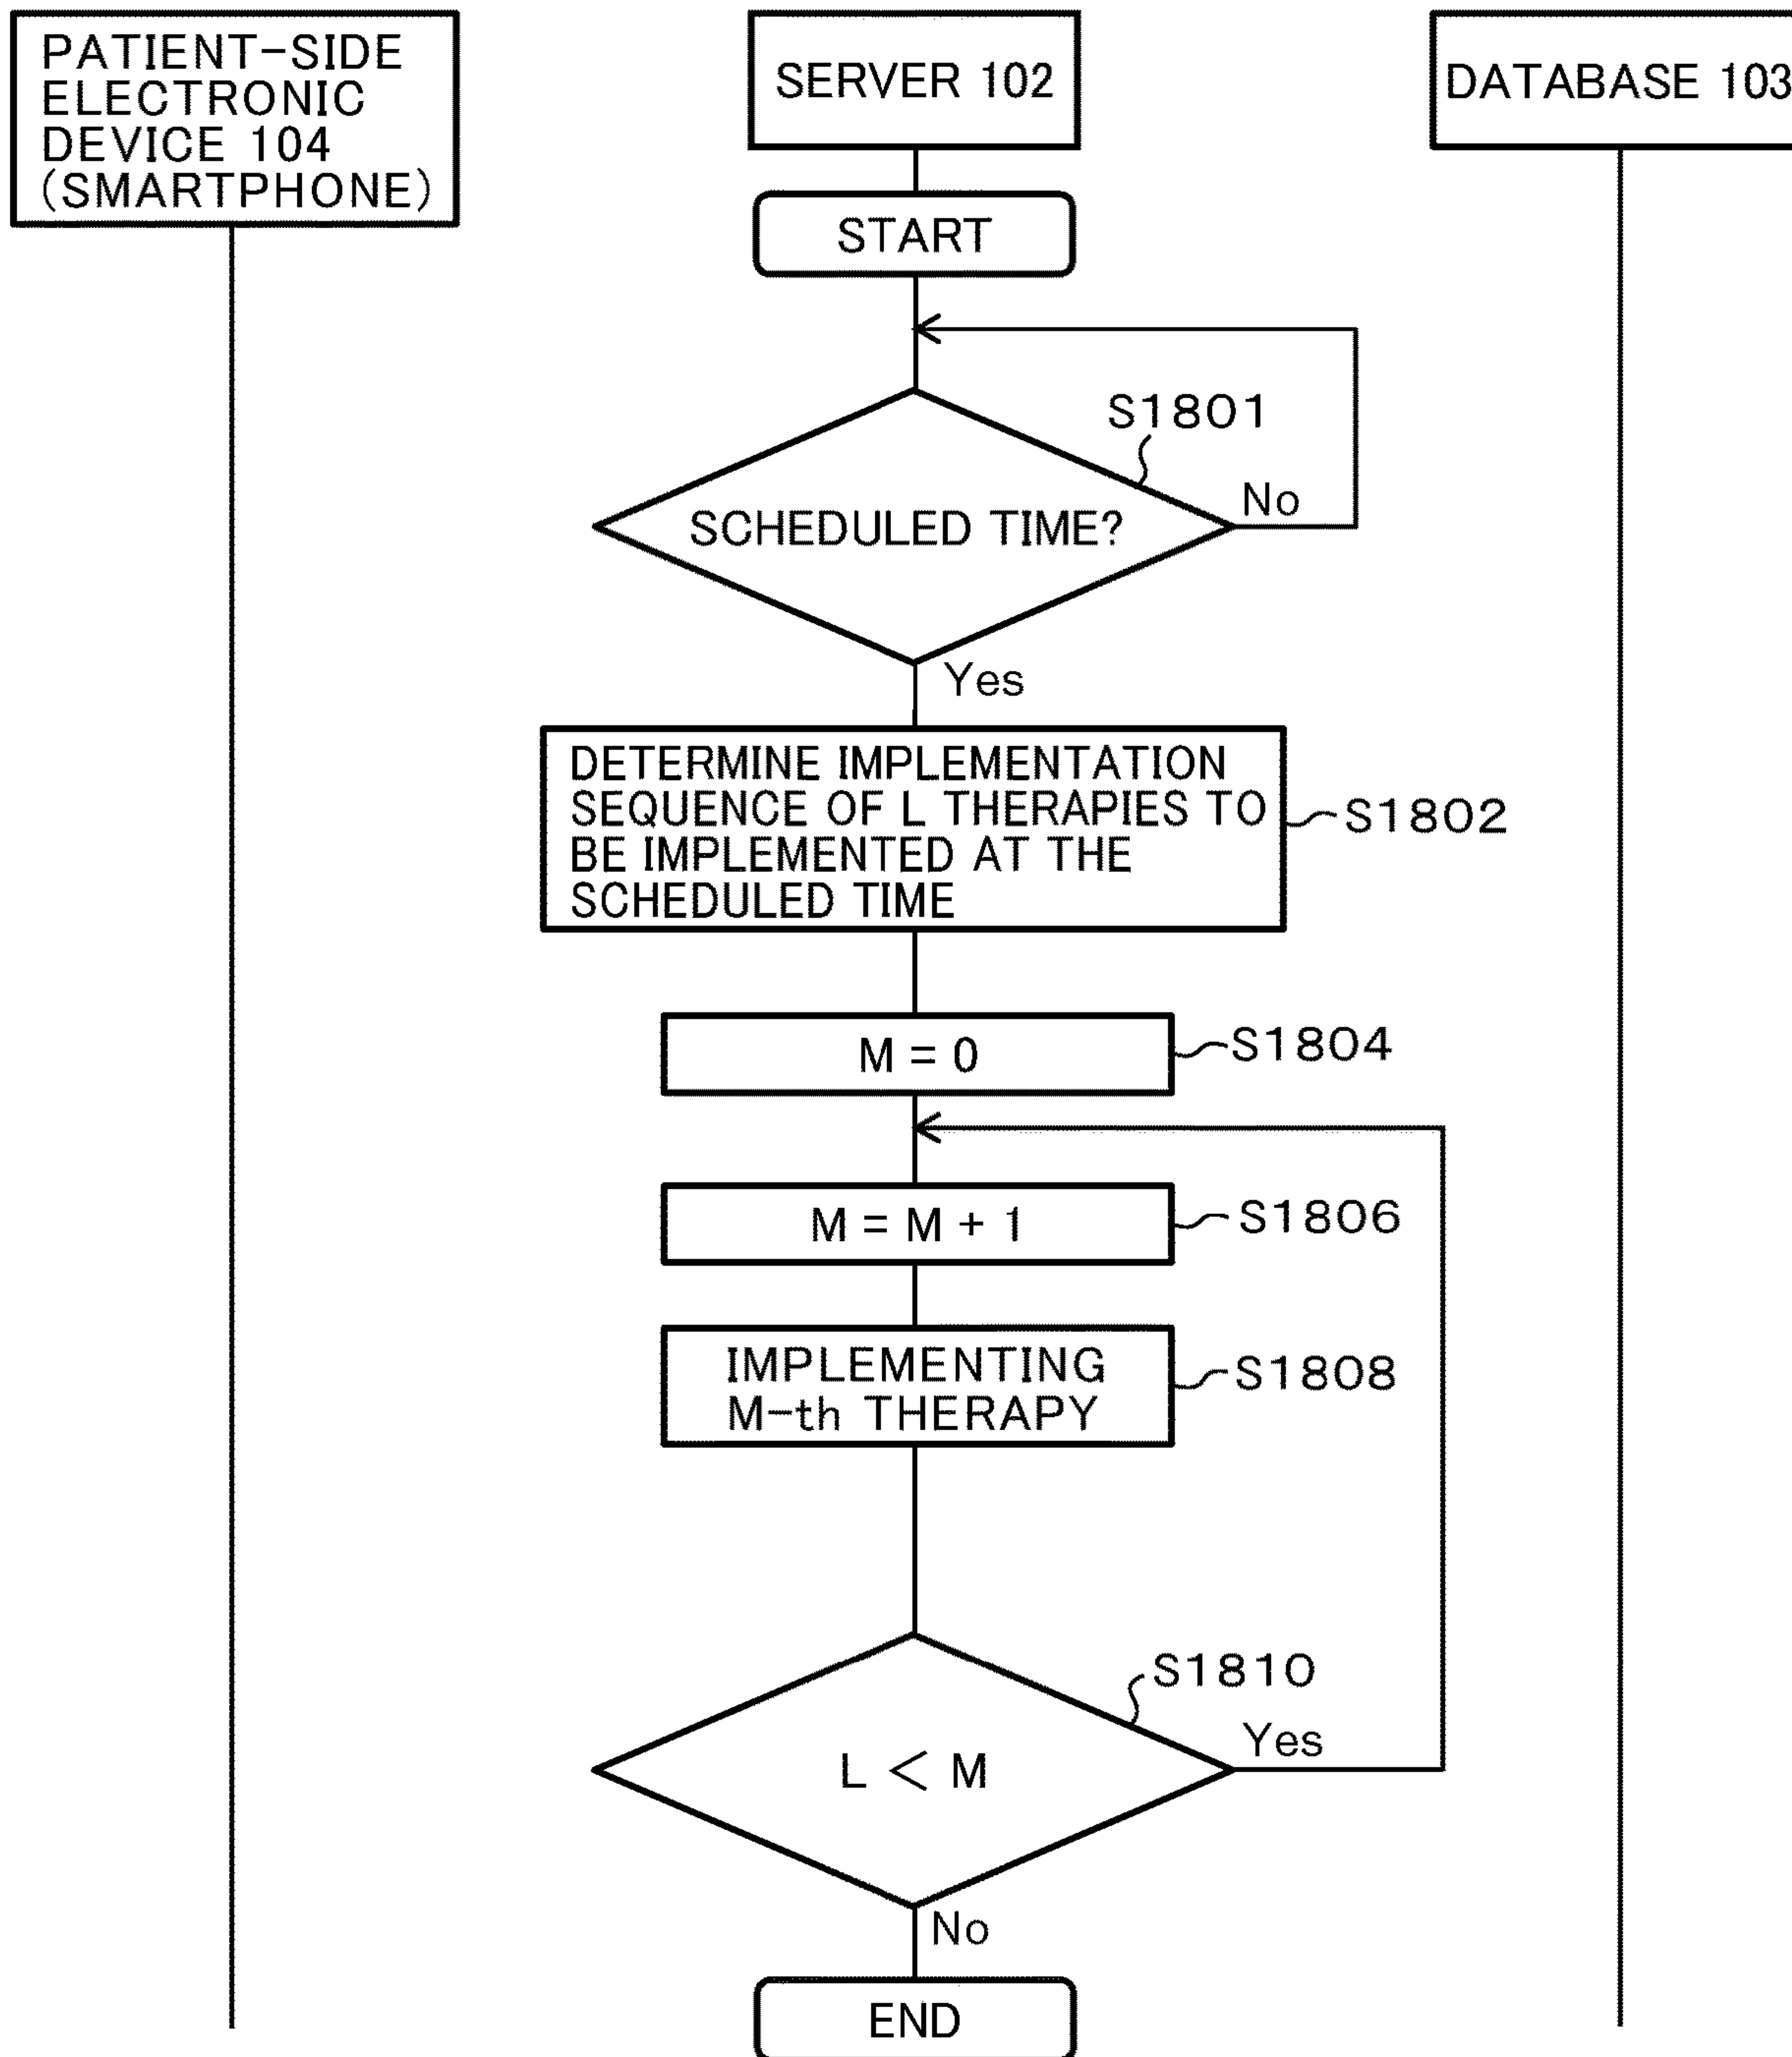 PATIENT-SIDE
ELECTRONIC
DEVICE 104
(SMARTPHONE)
SERVER 102
DATABASE 103
START
S1801
SCHEDULED TIME?
No
Yes
DETERMINE IMPLEMENTATION
SEQUENCE OF L THERAPIES TO
BE IMPLEMENTED AT THE
SCHEDULED TIME
S1802
M = 0
S1804
M = M + 1
S1806
IMPLEMENTING
M-th THERAPY
S1808
S1810
L < M
Yes
No
END